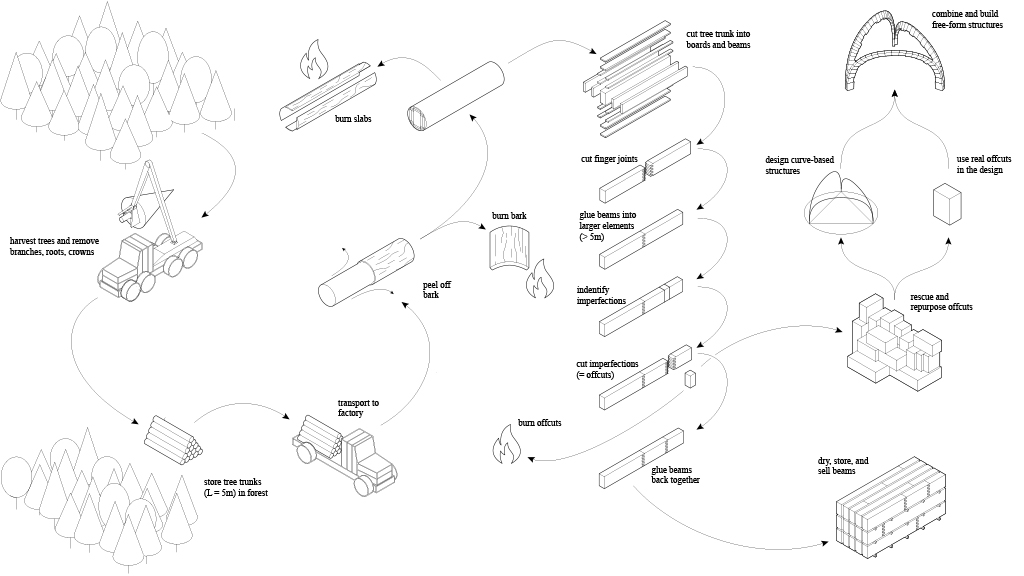 harvest trees and remove
branches, roots, crowns
store tree trunks
(L = 5m) in forest
transport to
factory
peel off
bark
burn bark
burn slabs
cut tree trunk into
boards and beams
cut finger joints
glue beams into
larger elements
(> 5m)
indentify
imperfections
cut imperfections
(= offcuts)
burn offcuts
glue beams
back together
dry, store, and
sell beams
rescue and
repurpose offcuts
design curve-based
structures
use real offcuts
in the design
combine and build
free-form structures